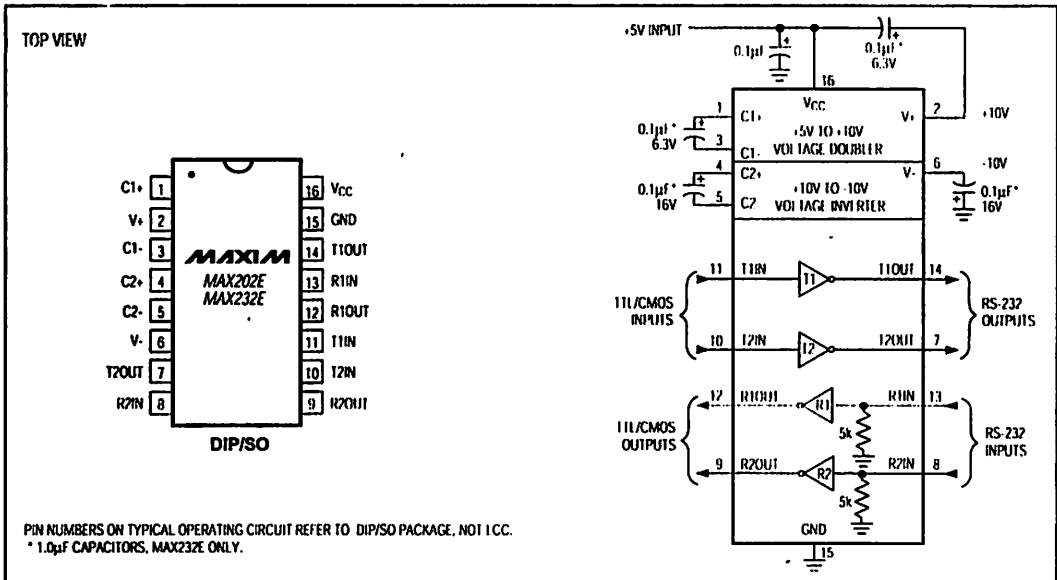 TOP VIEW
C1+ 1
V+ 2
C1- 3
C2+ 4
C2- 5
V- 6
T2OUT 7
R2IN 8
16 VCC
15 GND
14 T1OUT
13 R1IN
12 R1OUT
11 T1IN
10 T2IN
9 R2OUT
MAXIM
MAX202E
MAX232E
DIP/SO
+5V INPUT
0.1µF
0.1µF*
6.3V
16
VCC
1 C1+
0.1µF*
6.3V
3 C1-
+5V TO +10V
VOLTAGE DOUBLER
V+ 2 +10V
4 C2+
0.1µF*
16V
5 C2
+10V TO -10V
VOLTAGE INVERTER
V- 6 -10V
0.1µF*
16V
TTL/CMOS
INPUTS
11 T1IN T1 T1OUT 14
10 T2IN T2 T2OUT 7
RS-232
OUTPUTS
TTL/CMOS
OUTPUTS
12 R1OUT R1 R1IN 13
5k
9 R2OUT R2 R2IN 8
5k
RS-232
INPUTS
GND
15
PIN NUMBERS ON TYPICAL OPERATING CIRCUIT REFER TO DIP/SO PACKAGE, NOT LCC.
* 1.0µF CAPACITORS, MAX232E ONLY.